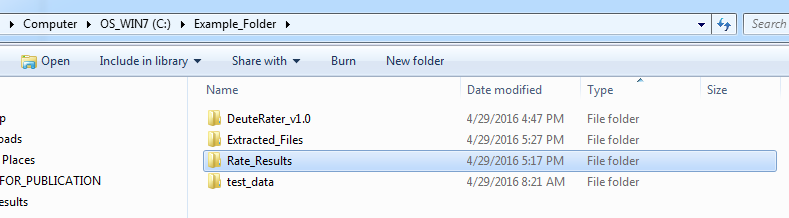 Computer ▸ OS_WIN7 (C:) ▸ Example_Folder ▸ Search
Open Include in library Share with Burn New folder
Name Date modified Type Size
p DeuteRater_v1.0 4/29/2016 4:47 PM File folder
oads Extracted_Files 4/29/2016 5:27 PM File folder
Places Rate_Results 4/29/2016 5:17 PM File folder
FOR_PUBLICATION test_data 4/29/2016 8:21 AM File folder
esults